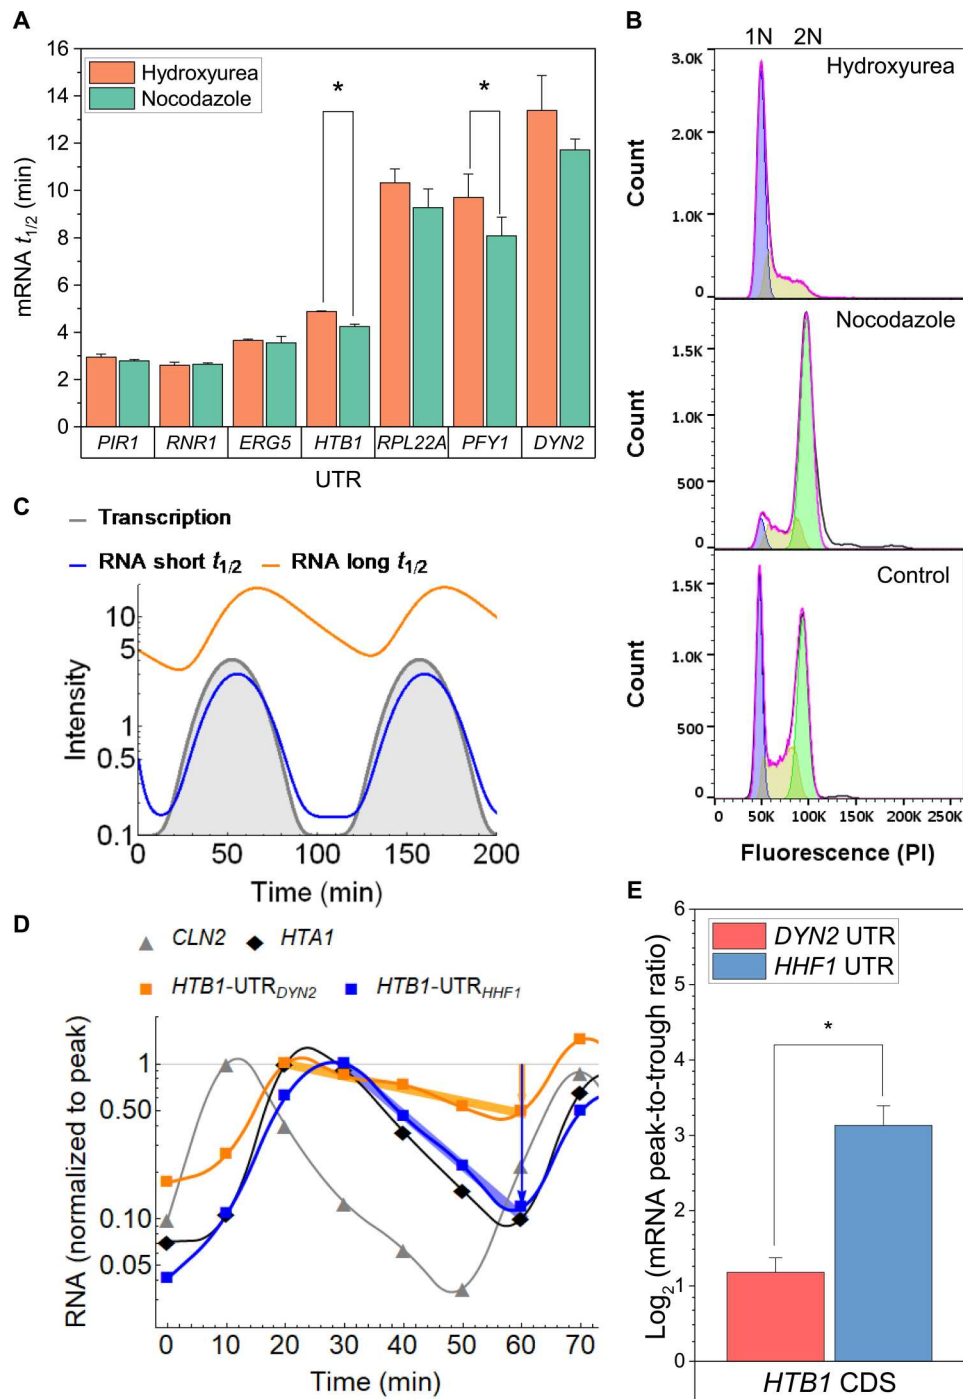 A
16
14
12
10
8
6
4
2
0
mRNA t1/2 (min)
Hydroxyurea
Nocodazole
*
*
PIR1 RNR1 ERG5 HTB1 RPL22A PFY1 DYN2
UTR
B
1N 2N
3.0K
2.0K
1.0K
0
Count
Hydroxyurea
1.5K
1.0K
500
0
Count
Nocodazole
1.5K
1.0K
500
0
Count
Control
0 50K 100K 150K 200K 250K
Fluorescence (PI)
C
Transcription
RNA short t1/2 RNA long t1/2
10
5
1
0.5
0.1
Intensity
0 50 100 150 200
Time (min)
D
CLN2 HTA1
HTB1-UTRDYN2 HTB1-UTRHHF1
1
0.50
0.10
0.05
RNA (normalized to peak)
0 10 20 30 40 50 60 70
Time (min)
E
6
5
4
3
2
1
0
Log2 (mRNA peak-to-trough ratio)
DYN2 UTR
HHF1 UTR
*
HTB1 CDS